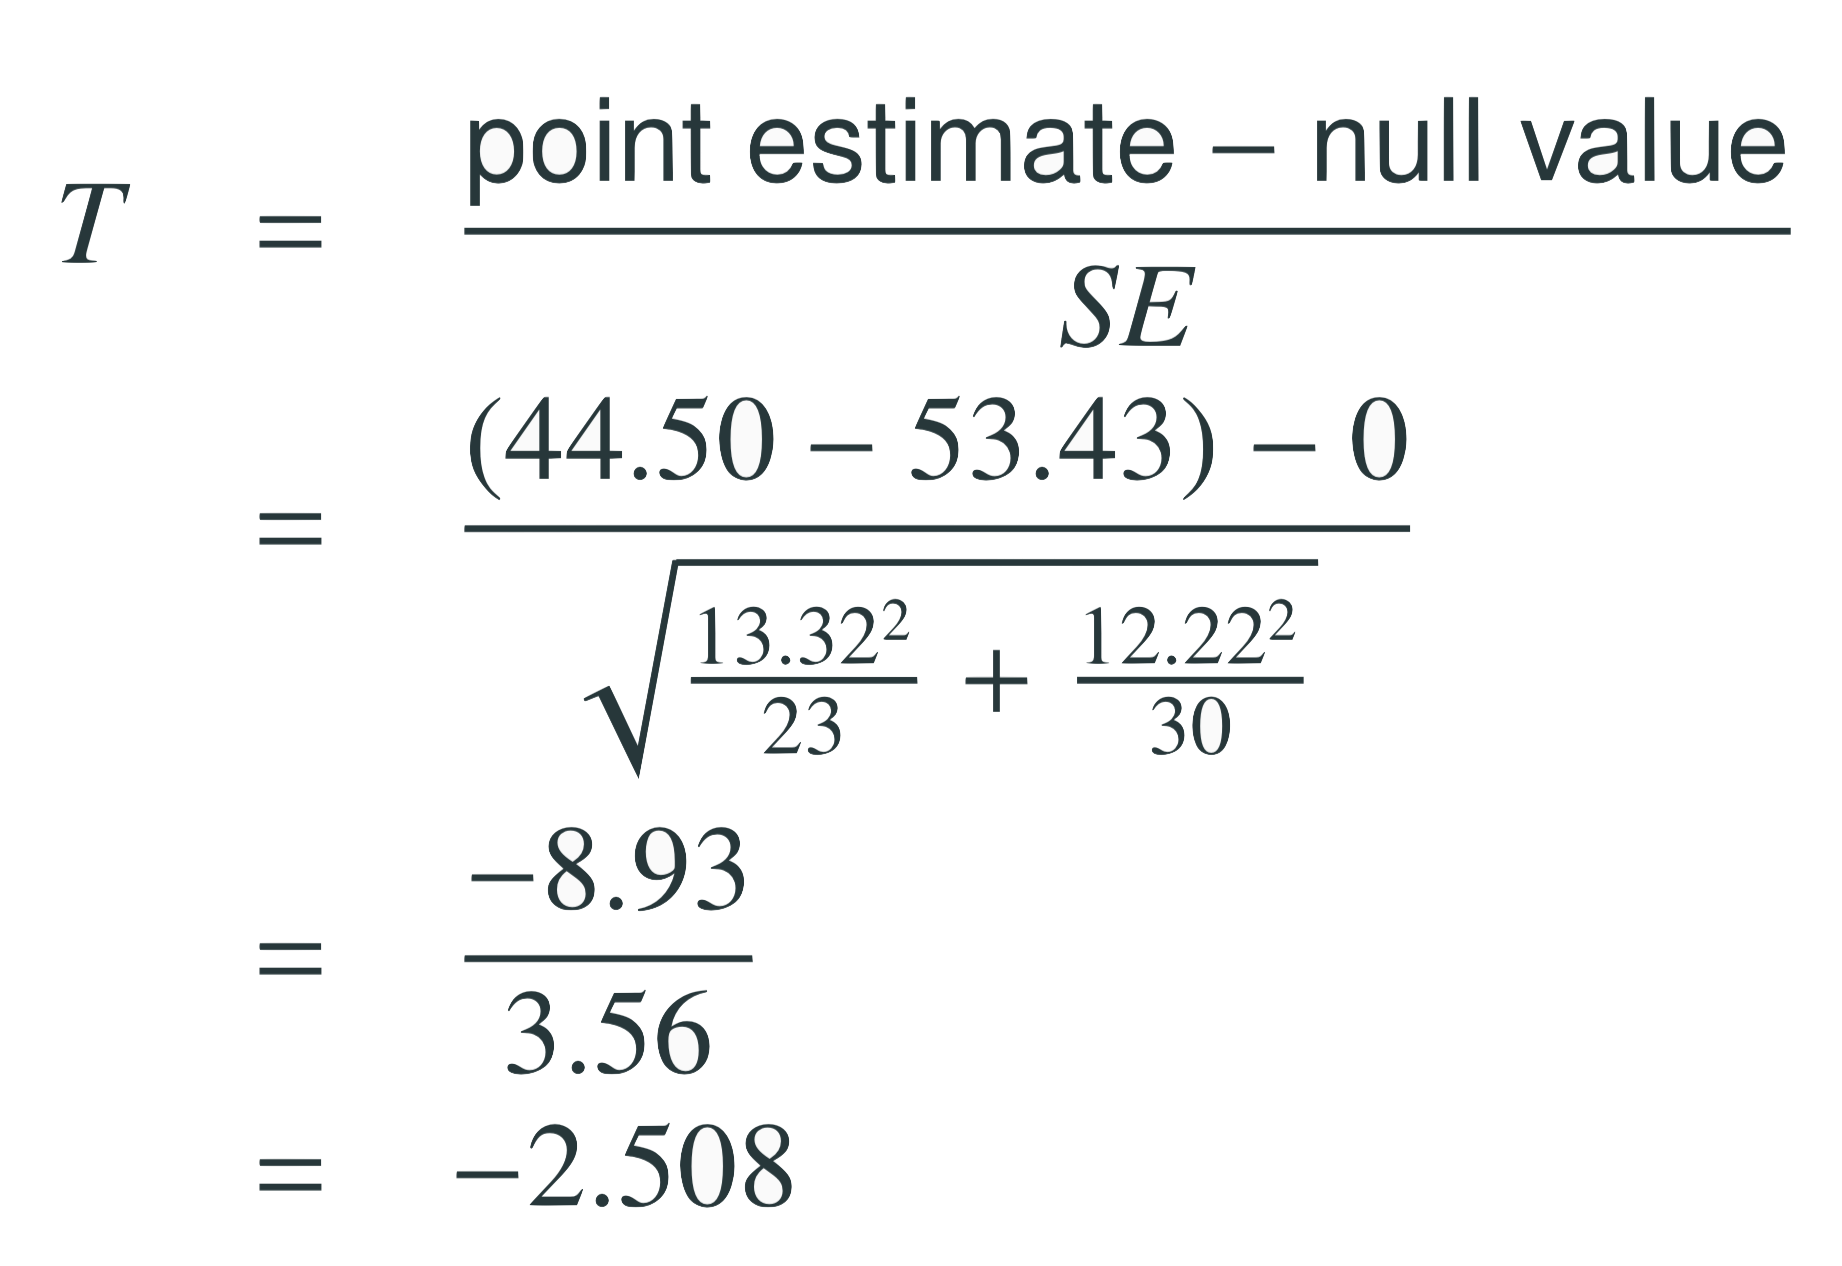 T = point estimate – null value / SE
= (44.50 − 53.43) − 0 / √(13.32² / 23 + 12.22² / 30)
= −8.93 / 3.56
= −2.508